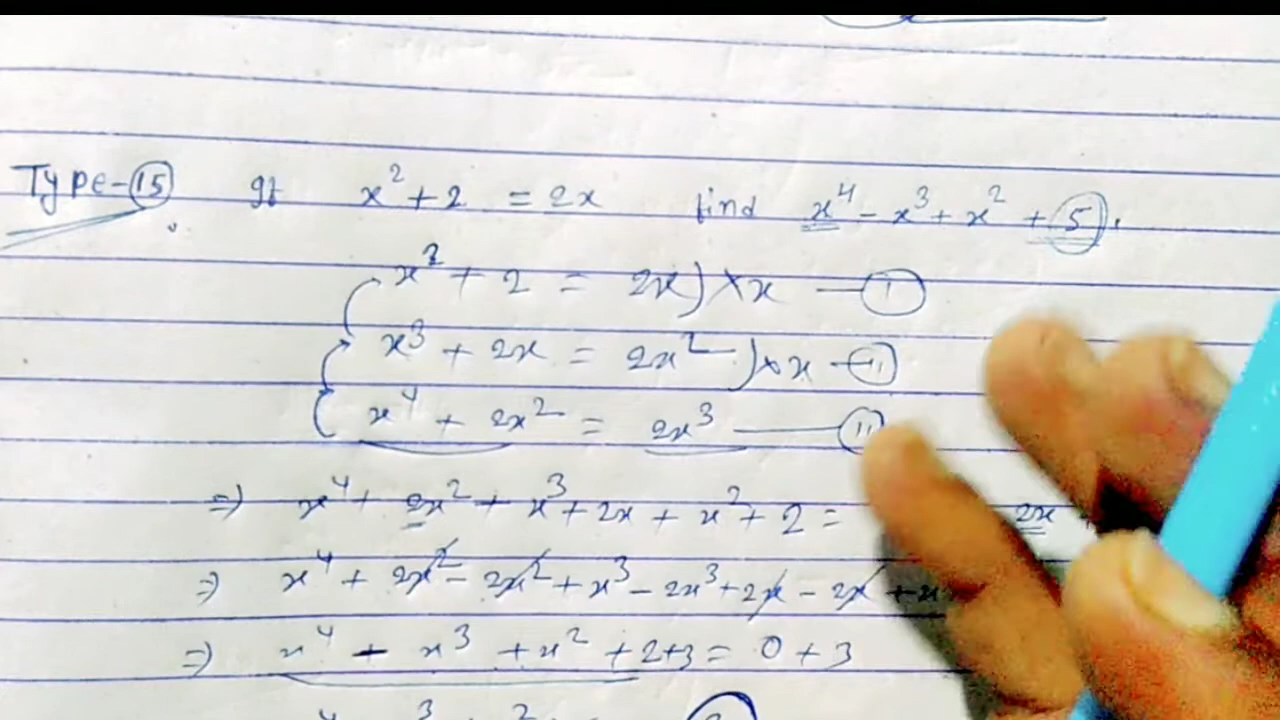 Type-15 If x² + 2 = 2x find x⁴ - x³ + x² + 5.
x² + 2 = 2x) × x — I
x³ + 2x = 2x²) × x — II
x⁴ + 2x² = 2x³ —
⇒ x⁴ + 2x² + x³ + 2x + x² + 2 = 2x
⇒ x⁴ + 2x² - 2x² + x³ - 2x³ + 2x - 2x +
⇒ x⁴ - x³ + x² + 2+3 = 0 + 3